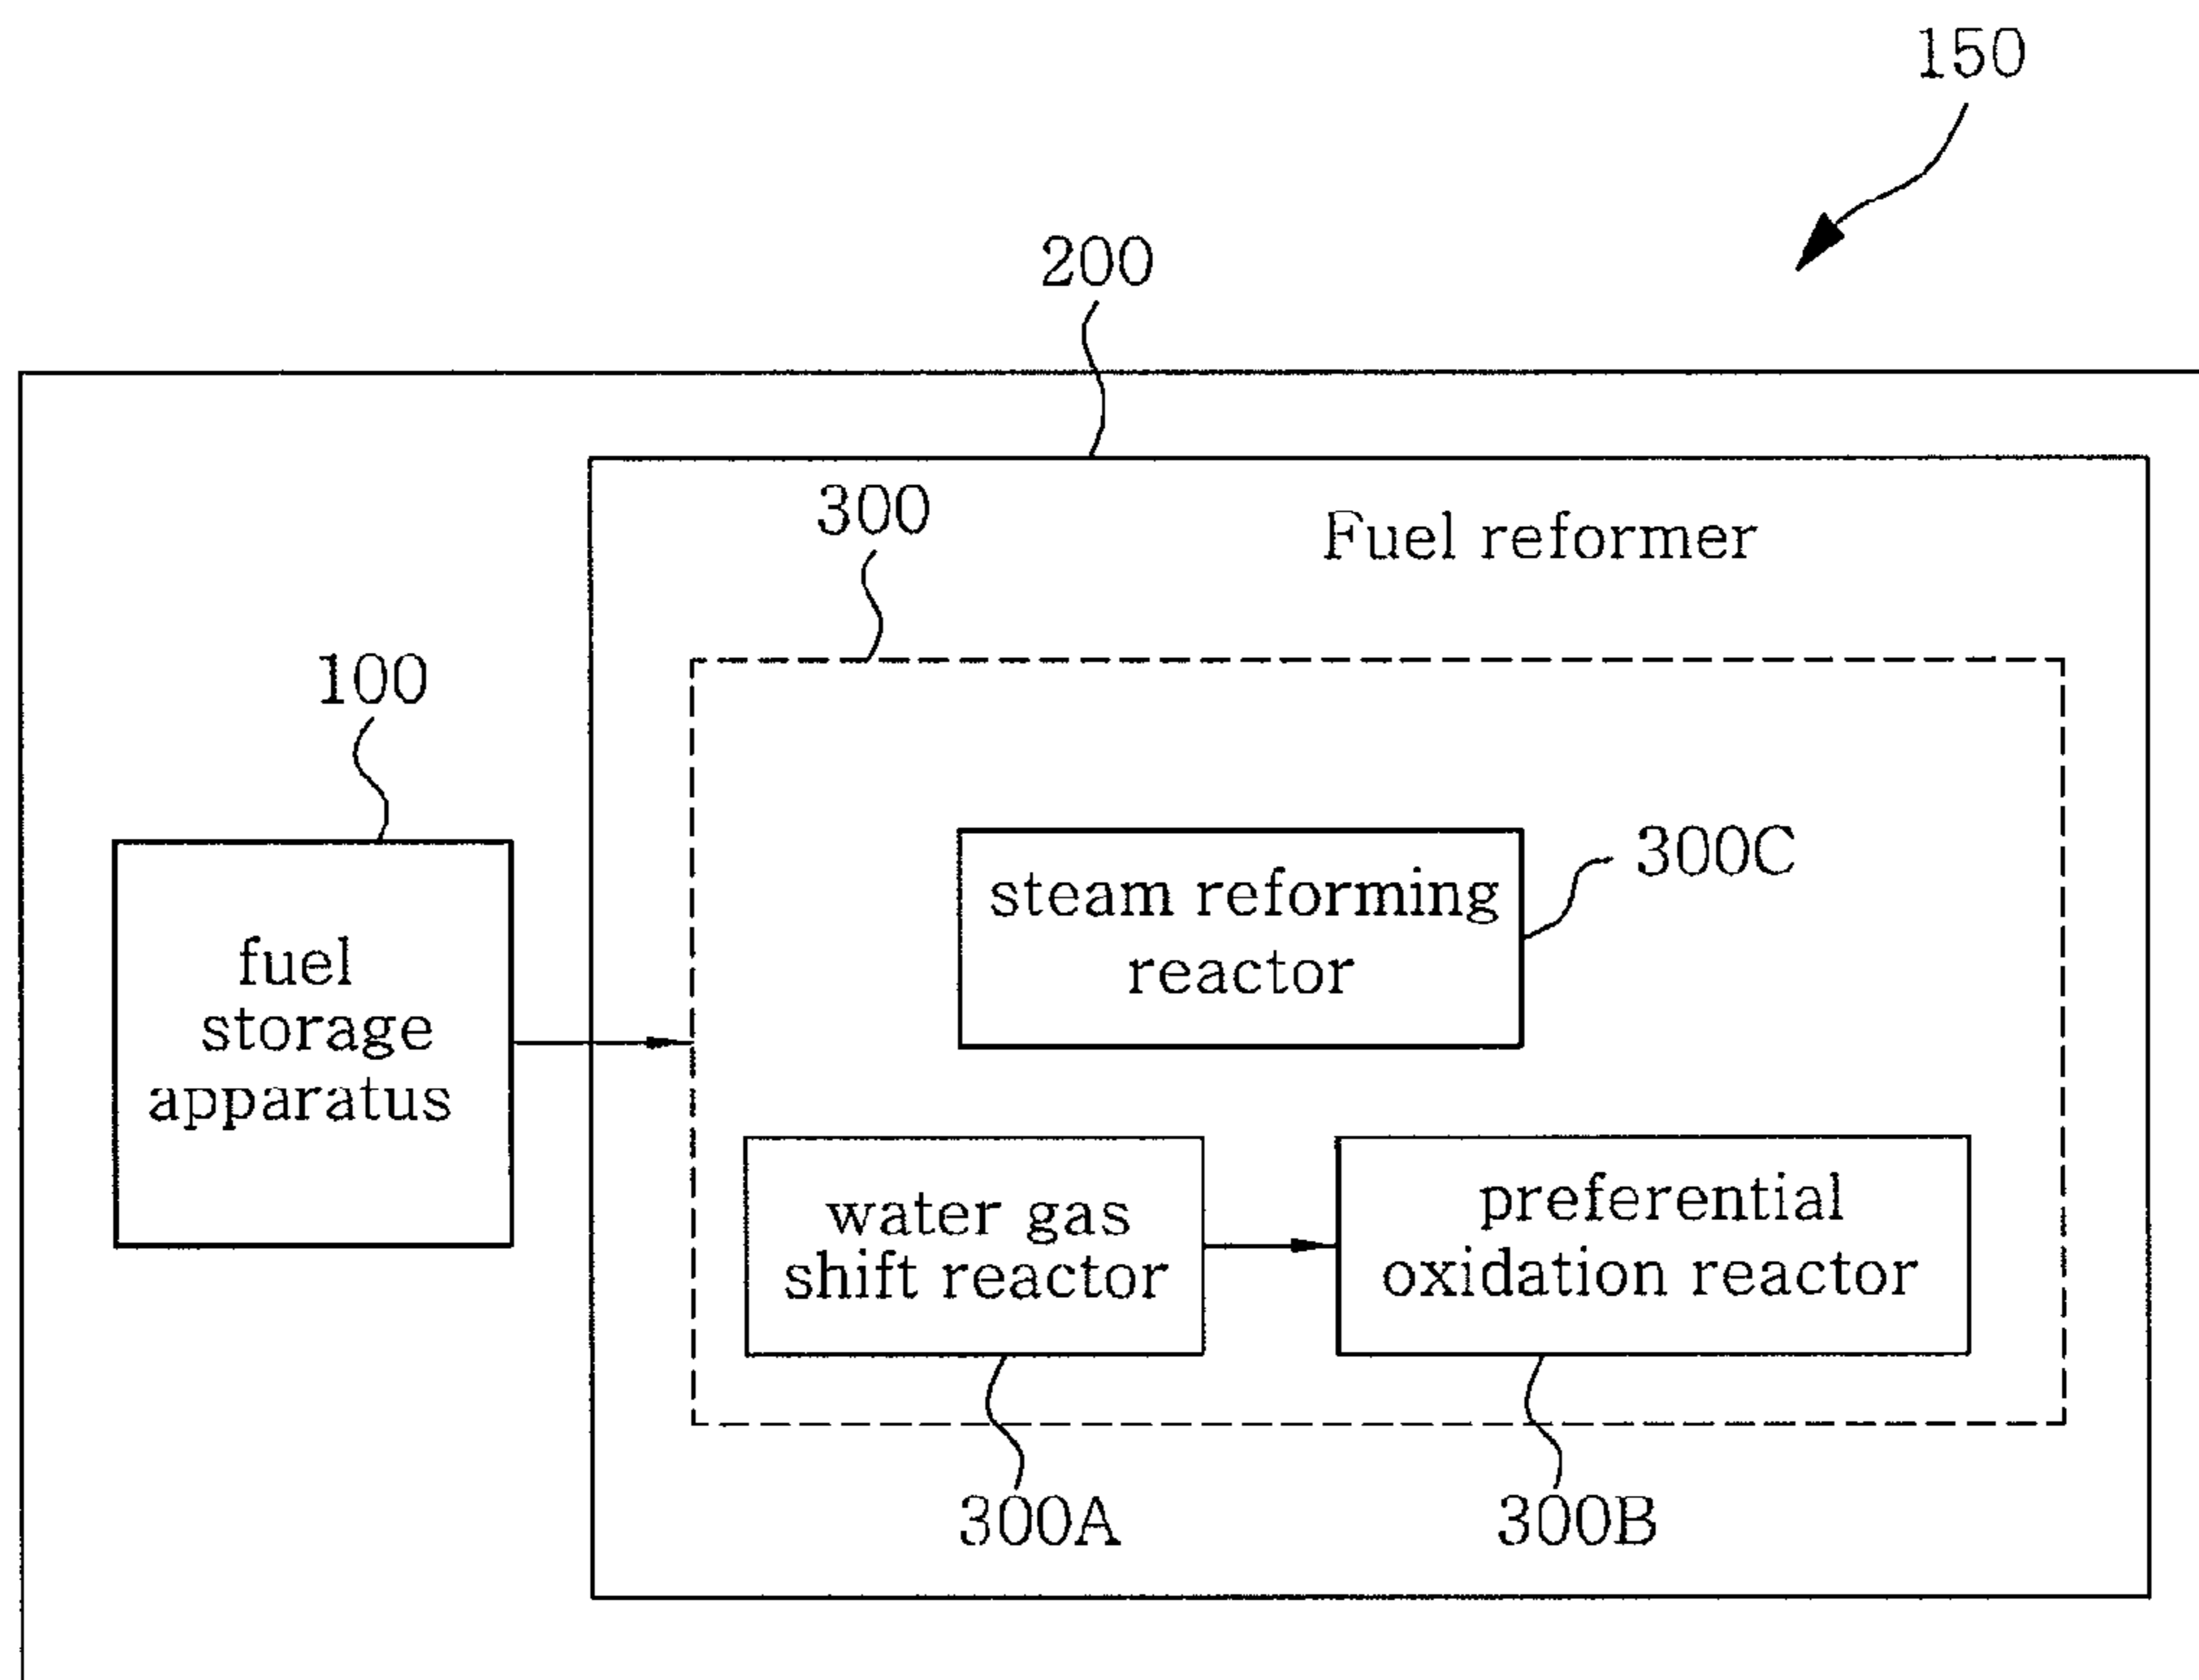 150
200
300
Fuel reformer
100
300C
steam reforming
reactor
fuel
storage
apparatus
water gas
shift reactor
preferential
oxidation reactor
300A
300B